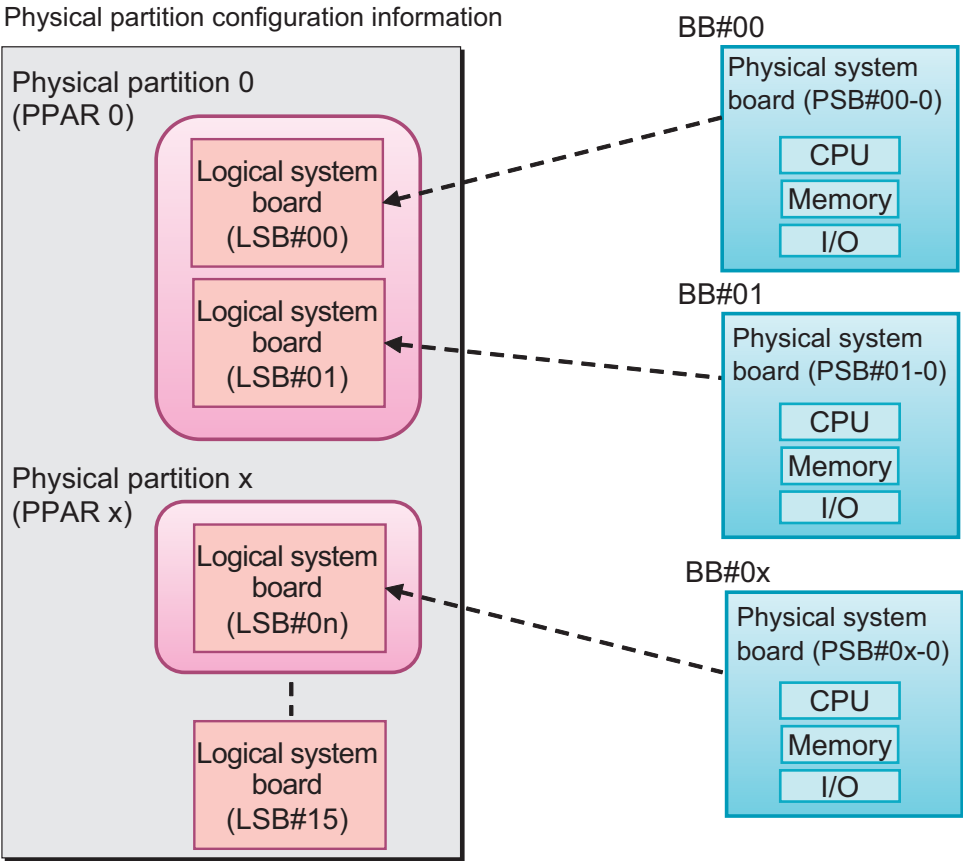 Physical partition configuration information
Physical partition 0
(PPAR 0)
Logical system
board
(LSB#00)
Logical system
board
(LSB#01)
Physical partition x
(PPAR x)
Logical system
board
(LSB#0n)
Logical system
board
(LSB#15)
BB#00
Physical system
board (PSB#00-0)
CPU
Memory
I/O
BB#01
Physical system
board (PSB#01-0)
CPU
Memory
I/O
BB#0x
Physical system
board (PSB#0x-0)
CPU
Memory
I/O